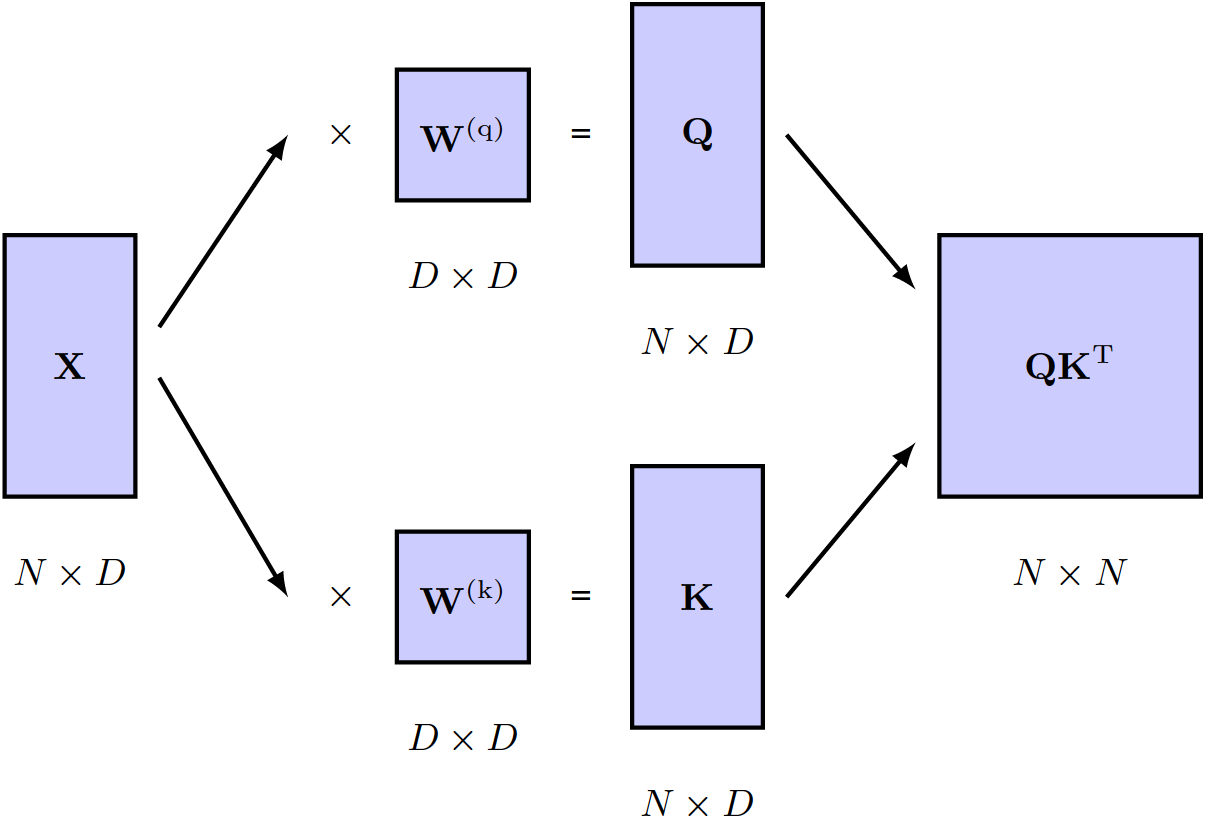 × W^(q) = Q
D × D
N × D
X
QK^T
N × D
N × N
× W^(k) = K
D × D
N × D